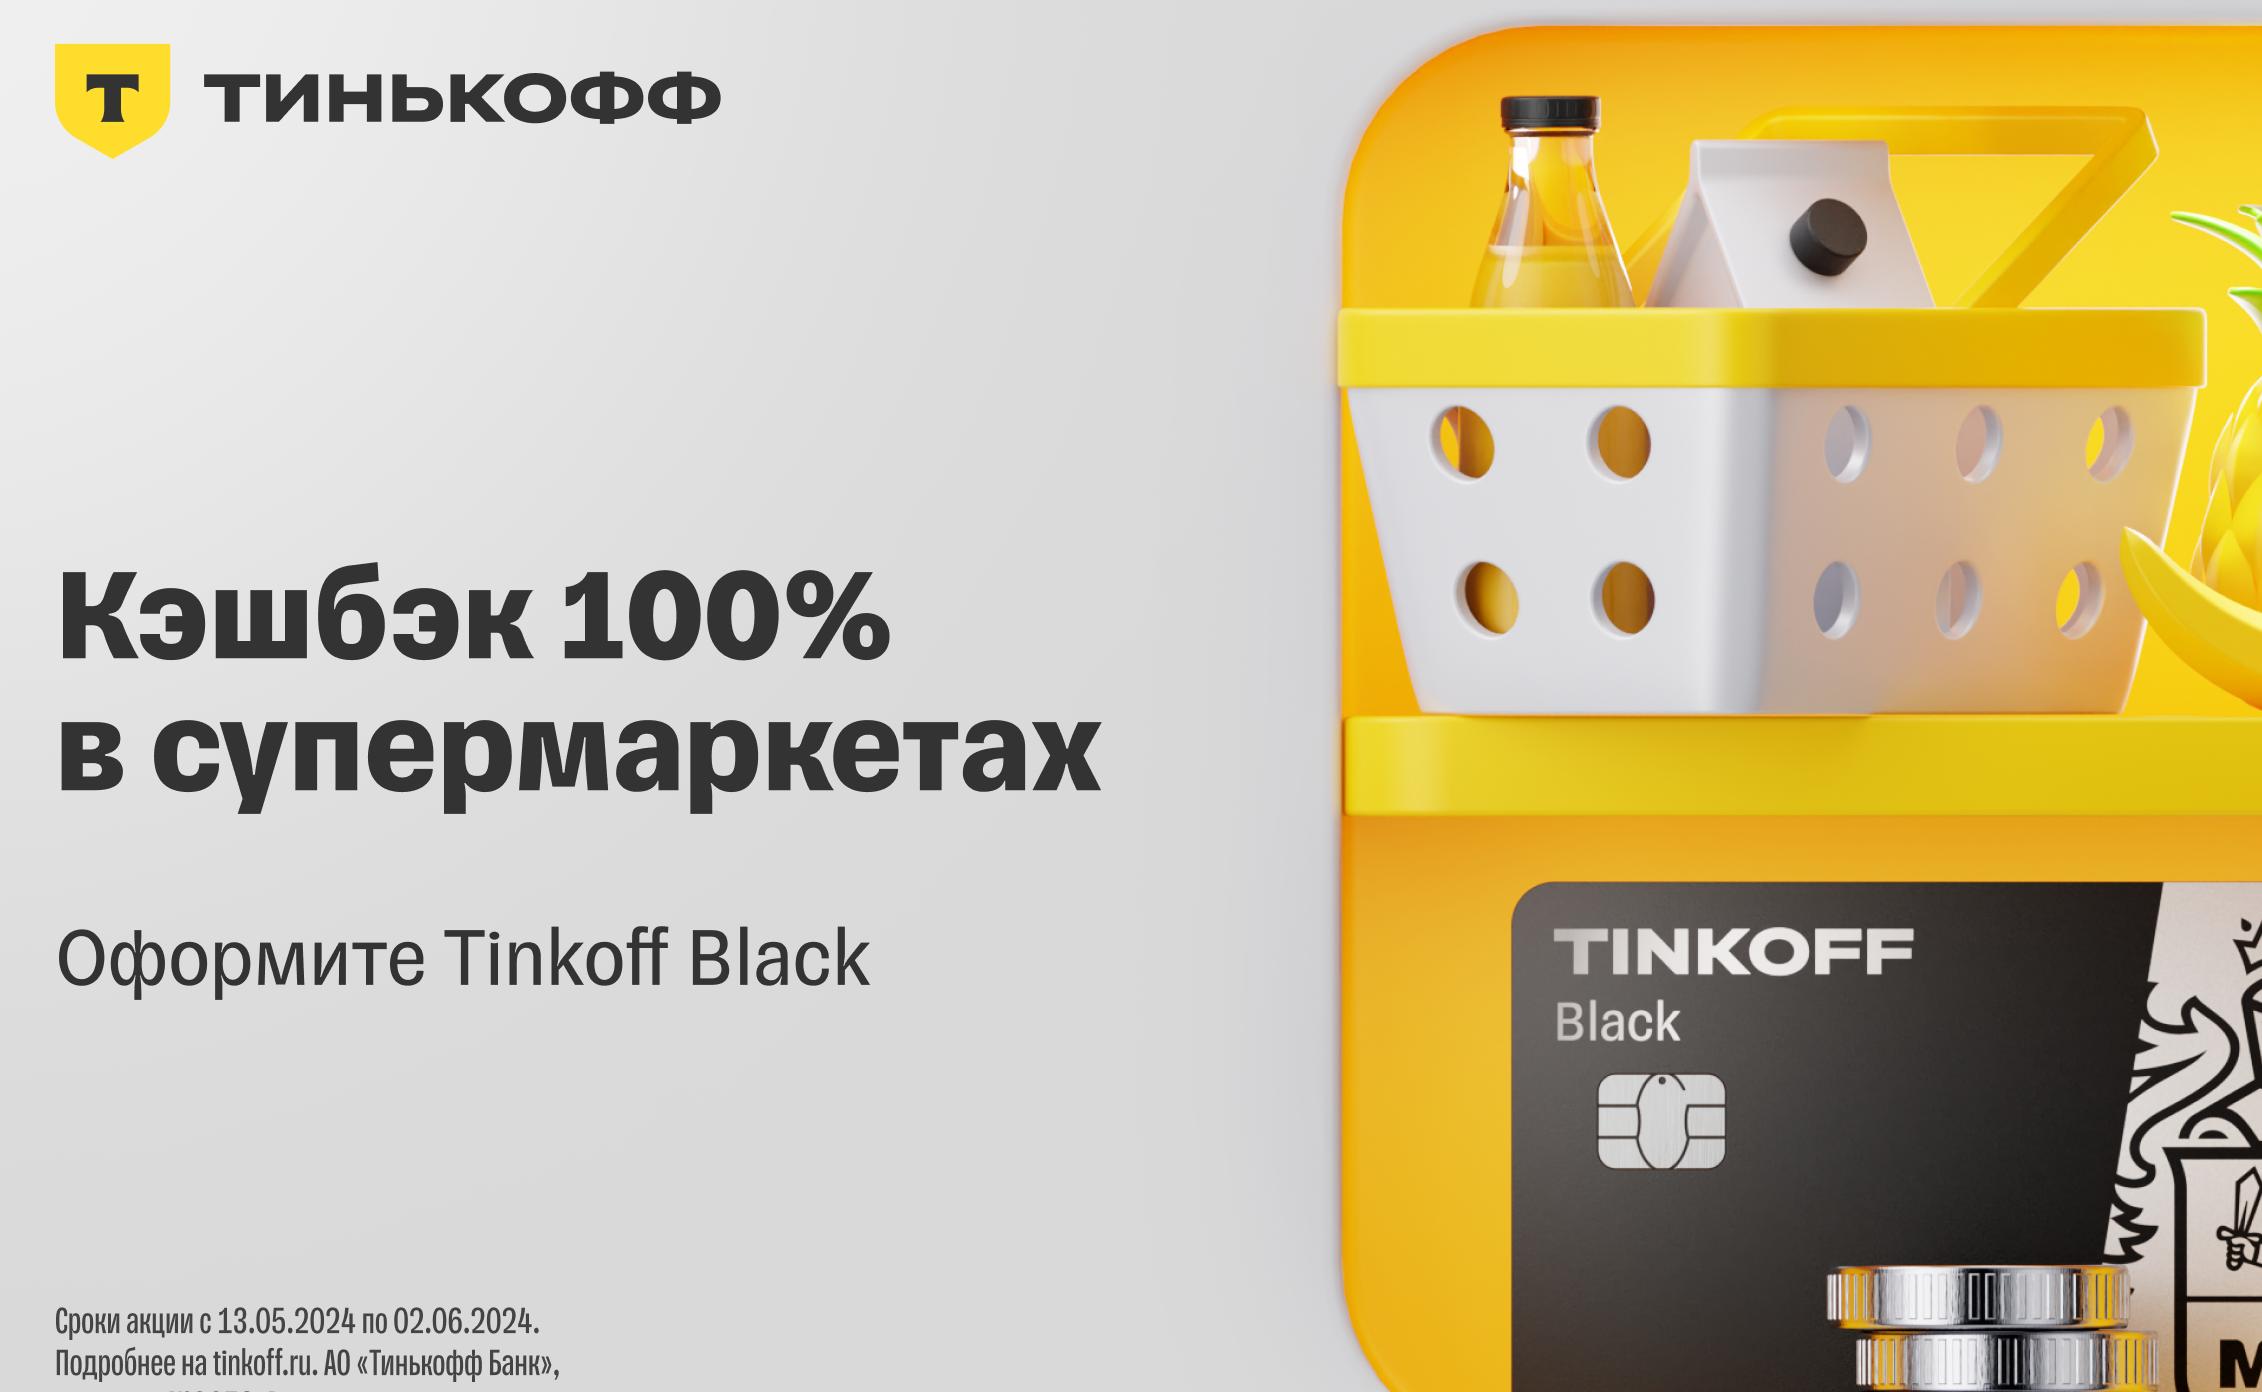 Т ТИНЬКОФФ
Кэшбэк 100%
в супермаркетах
Оформите Tinkoff Black
Сроки акции с 13.05.2024 по 02.06.2024.
Подробнее на tinkoff.ru. АО «Тинькофф Банк»,
TINKOFF
Black